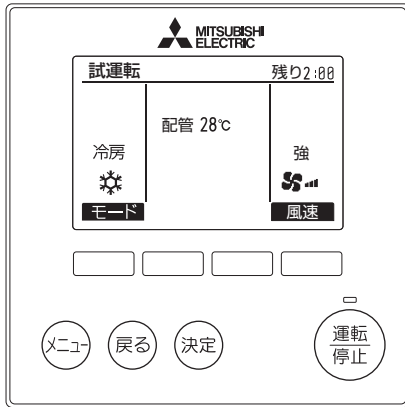 MITSUBISHI
ELECTRIC
試運転 残り2:00
配管 28℃
冷房 強
モード 風速
メニュー 戻る 決定 運転
停止